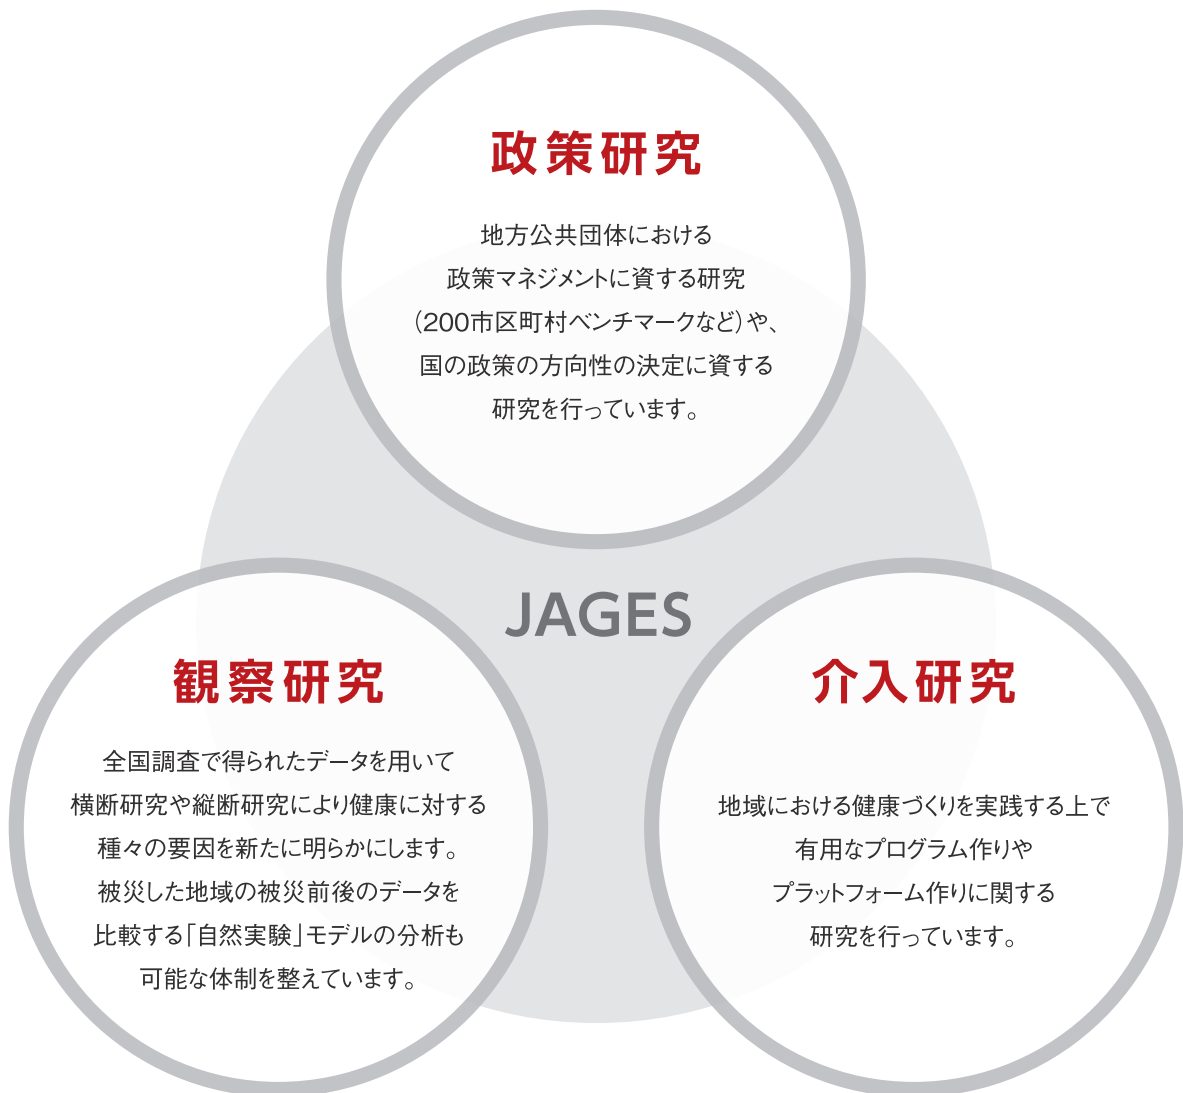 政策研究
地方公共団体における
政策マネジメントに資する研究
（200市区町村ベンチマークなど）や、
国の政策の方向性の決定に資する
研究を行っています。
JAGES
観察研究
全国調査で得られたデータを用いて
横断研究や縦断研究により健康に対する
種々の要因を新たに明らかにします。
被災した地域の被災前後のデータを
比較する「自然実験」モデルの分析も
可能な体制を整えています。
介入研究
地域における健康づくりを実践する上で
有用なプログラム作りや
プラットフォーム作りに関する
研究を行っています。